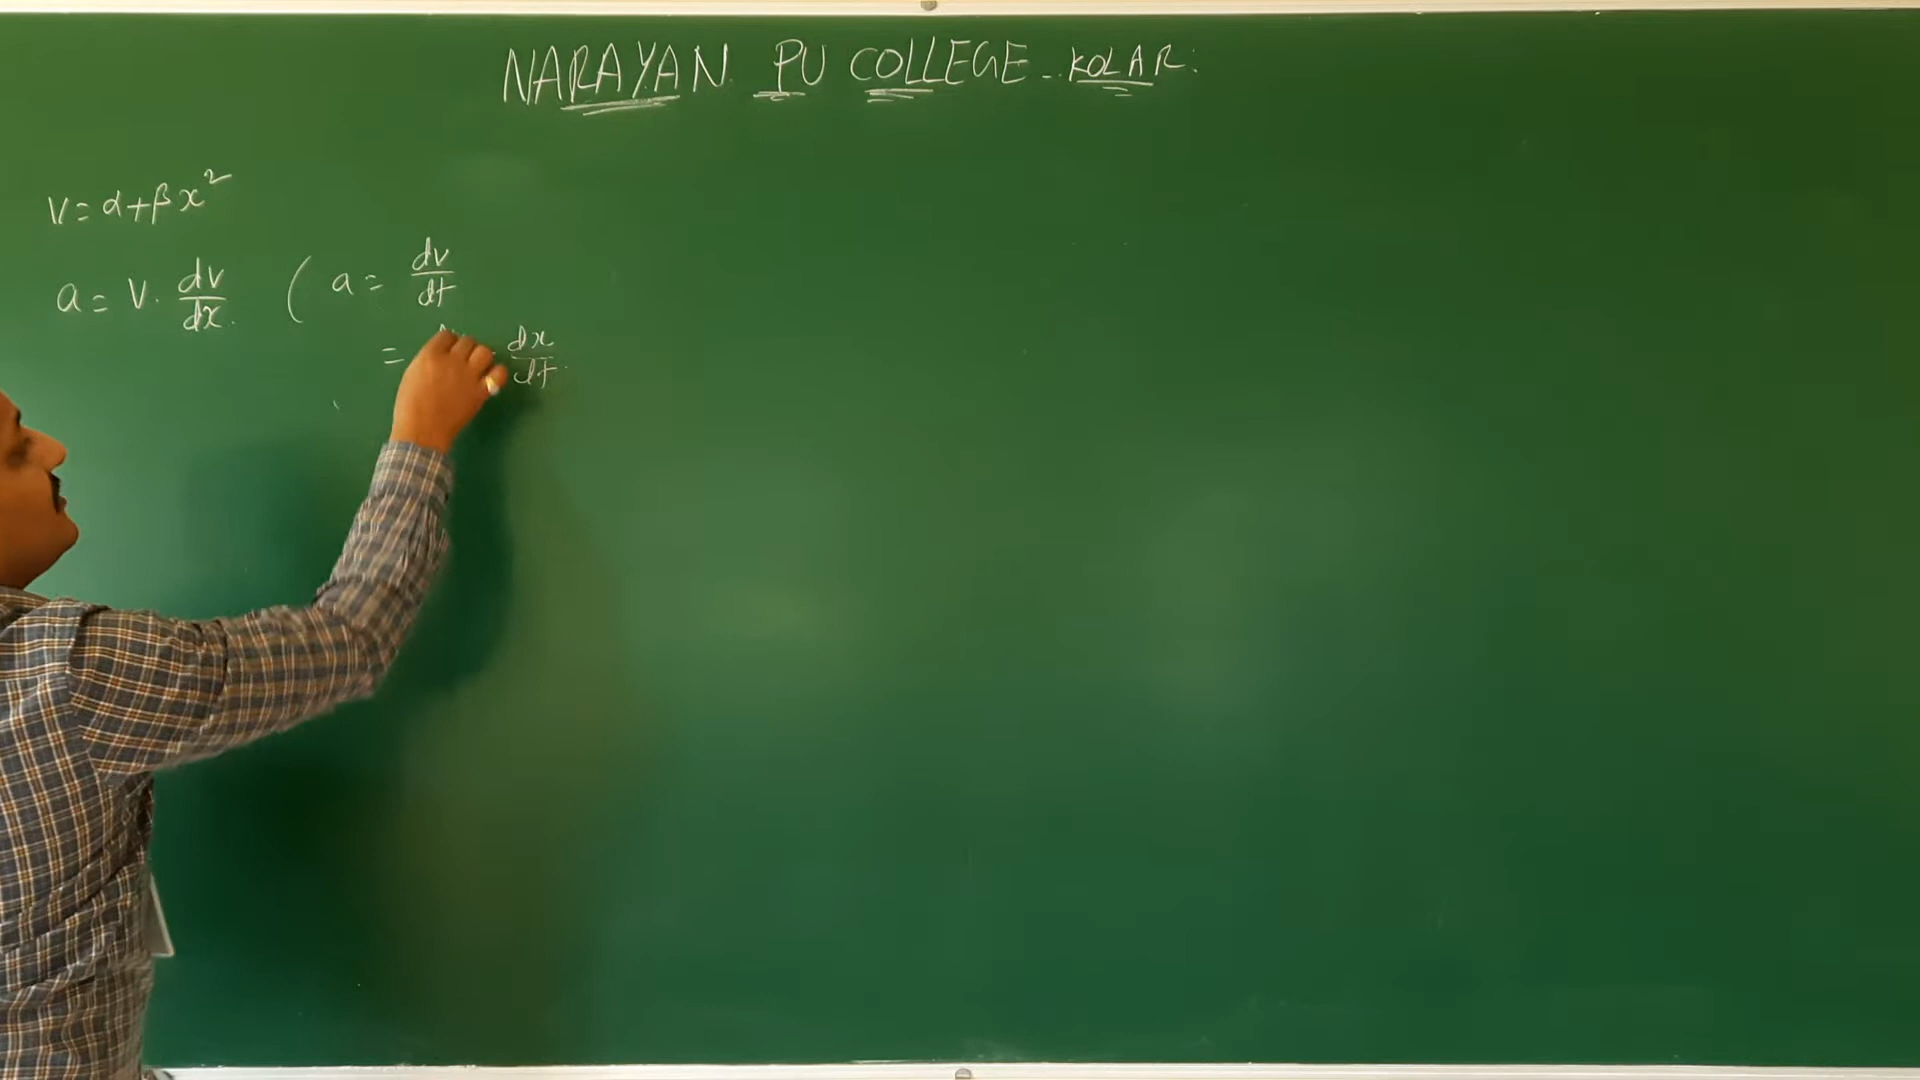 NARAYAN PU COLLEGE - KOLAR.
V = α + βx²
a = V. dv/dx. ( a = dv/dt
= dx/dt.